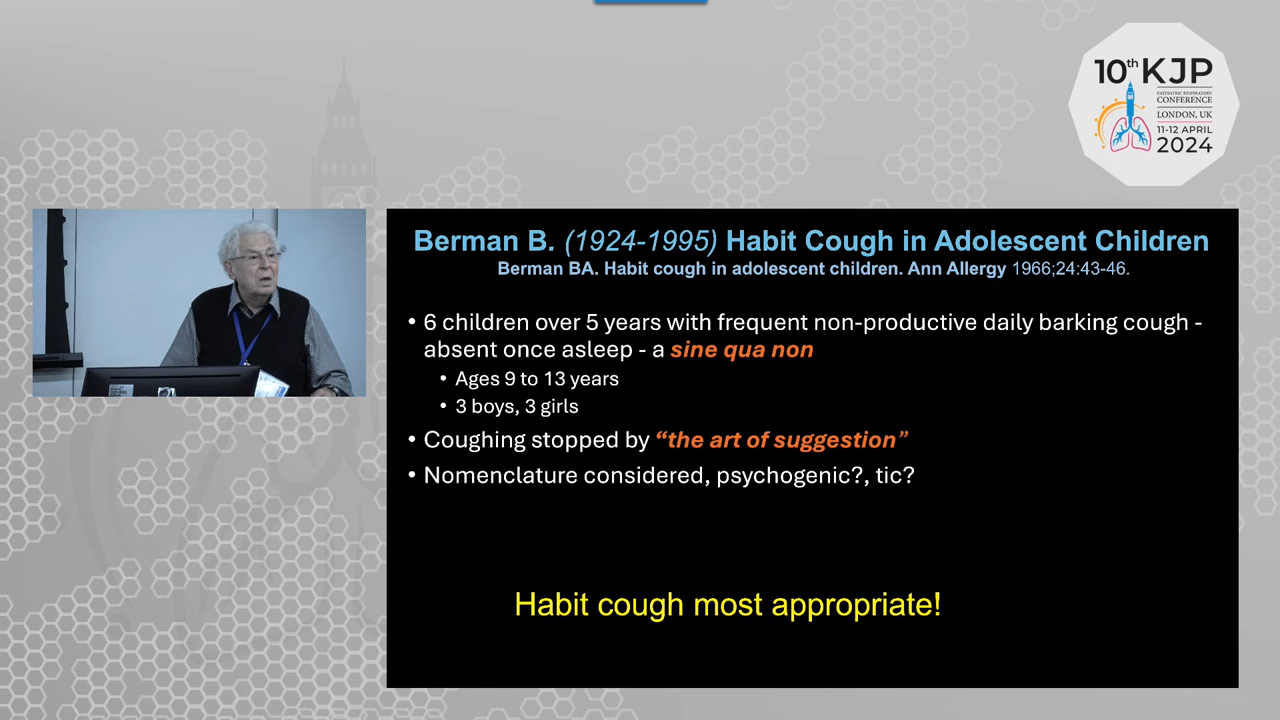 10th KJP
PAEDIATRIC RESPIRATORY
CONFERENCE
LONDON, UK
11-12 APRIL
2024
Berman B. (1924-1995) Habit Cough in Adolescent Children
Berman BA. Habit cough in adolescent children. Ann Allergy 1966;24:43-46.
• 6 children over 5 years with frequent non-productive daily barking cough -
absent once asleep - a sine qua non
• Ages 9 to 13 years
• 3 boys, 3 girls
• Coughing stopped by “the art of suggestion”
• Nomenclature considered, psychogenic?, tic?
Habit cough most appropriate!